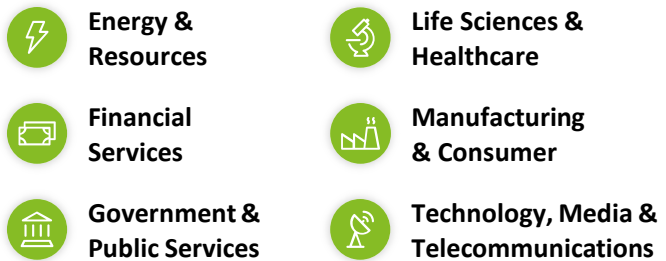 Energy &
Resources
Life Sciences &
Healthcare
Financial
Services
Manufacturing
& Consumer
Government &
Public Services
Technology, Media &
Telecommunications